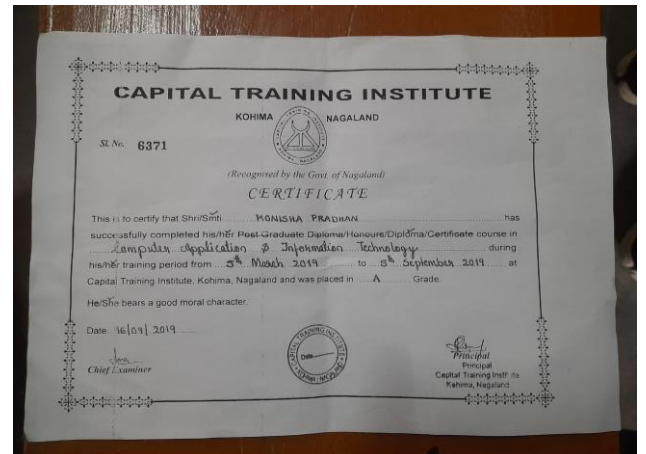 CAPITAL TRAINING INSTITUTE
KOHIMA NAGALAND
Sl. No. 6371
(Recognised by the Govt. of Nagaland)
CERTIFICATE
This is to certify that Shri/Smti MONISHA PRADHAN has
successfully completed his/her Post Graduate Diploma/Honours/Diploma/Certificate course in
Computer Application & Information Technology during
his/her training period from 5th March 2019 to 5th September 2019 at
Capital Training Institute, Kohima, Nagaland and was placed in A Grade.
He/She bears a good moral character.
Date 16/09/2019
Chief Examiner
Date
Principal
Principal
Capital Training Institute
Kohima, Nagaland